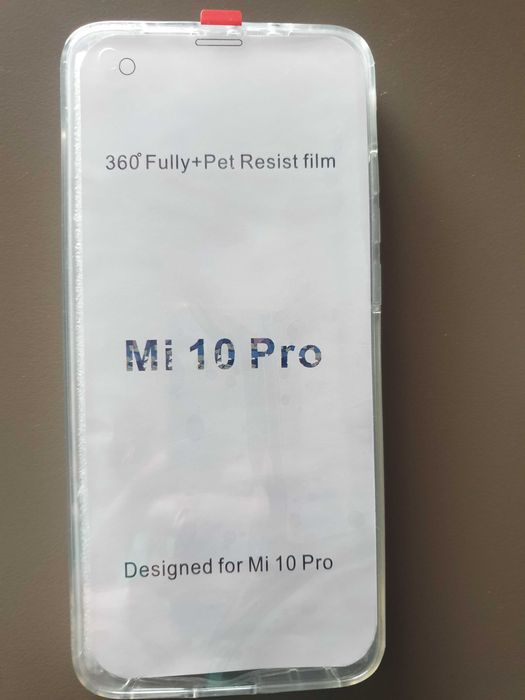 360° Fully+Pet Resist film
Mi 10 Pro
Designed for Mi 10 Pro